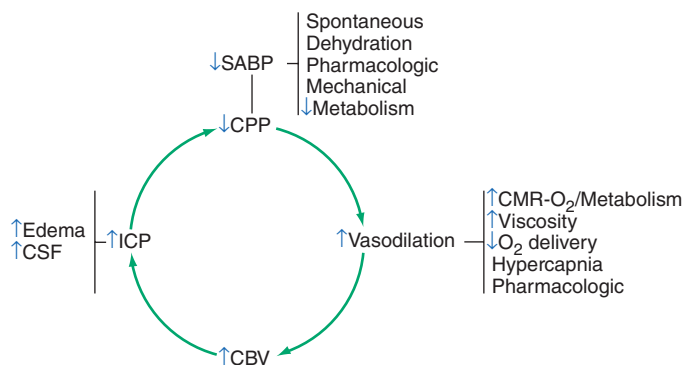 Spontaneous
Dehydration
↓SABP
Pharmacologic
Mechanical
↓Metabolism
↓CPP
↑CMR-O₂/Metabolism
↑Viscosity
↑Vasodilation
↓O₂ delivery
Hypercapnia
Pharmacologic
↑Edema
↑CSF
↑ICP
↑CBV